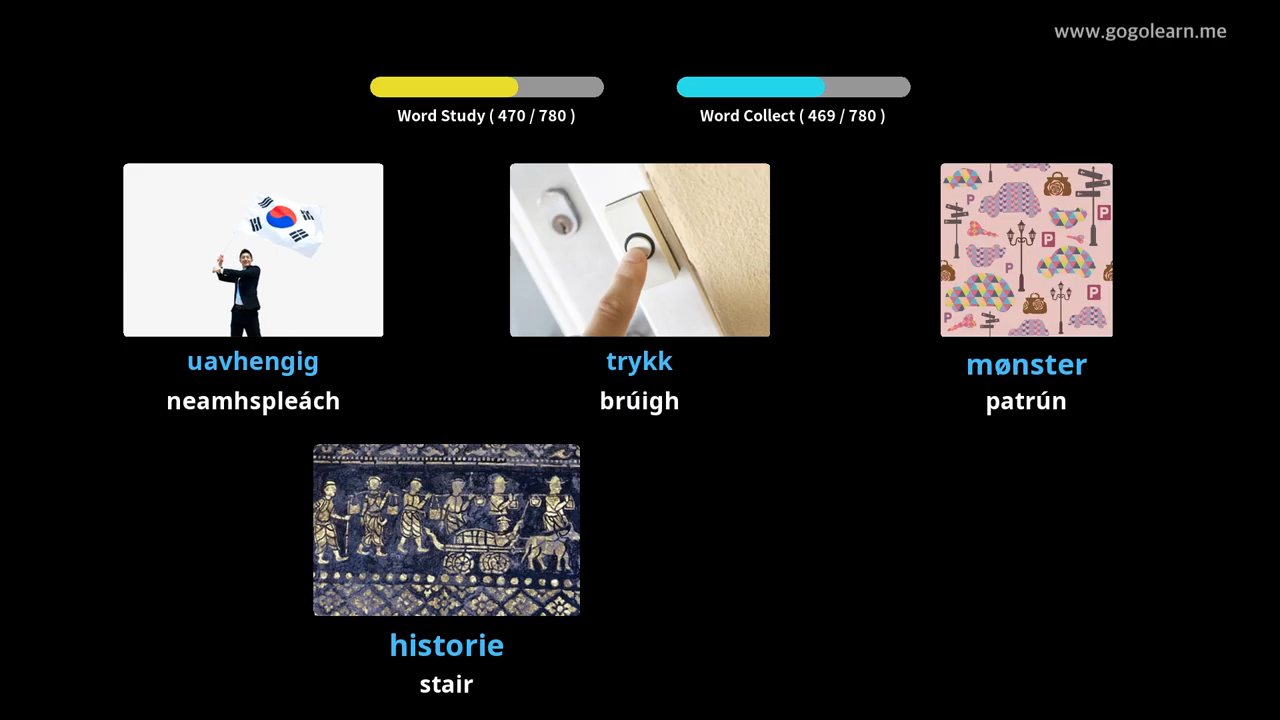 www.gogolearn.me
Word Study ( 470 / 780 )
Word Collect ( 469 / 780 )
P
P
P
P
P
P
uavhengig
neamhspleách
trykk
brúigh
mønster
patrún
historie
stair